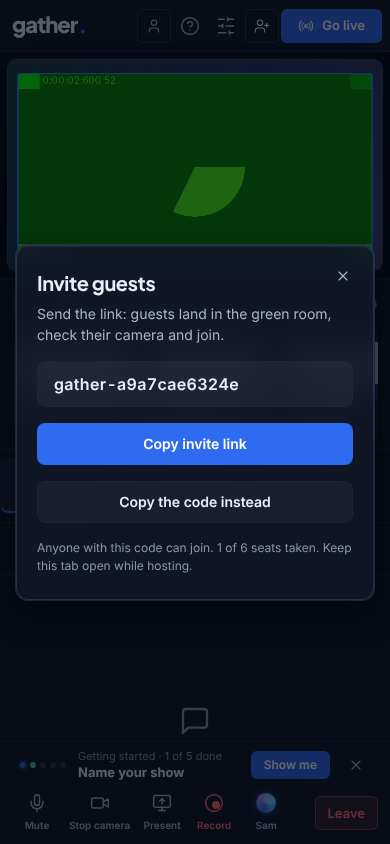 gather.
Go live
0:00:02:600 52
Invite guests
Send the link: guests land in the green room,
check their camera and join.
gather-a9a7cae6324e
Copy invite link
Copy the code instead
Anyone with this code can join. 1 of 6 seats taken. Keep
this tab open while hosting.
Getting started · 1 of 5 done
Name your show
Show me
Mute
Stop camera
Present
Record
Sam
Leave